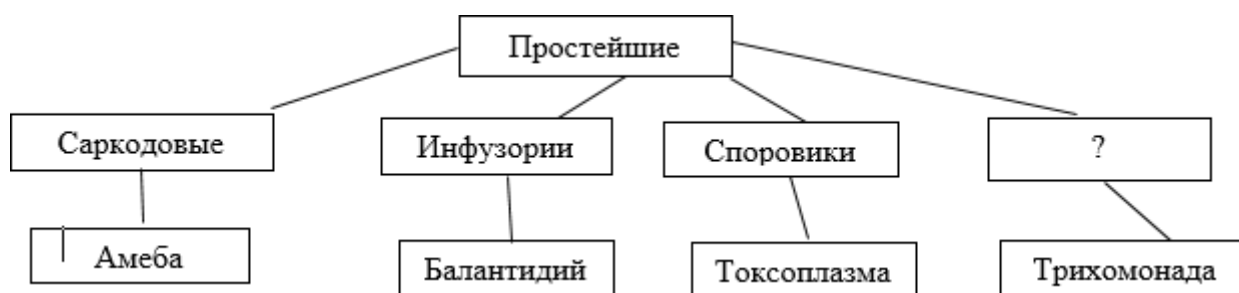 Простейшие
Саркодовые
Инфузории
Споровики
?
Амеба
Балантидий
Токсоплазма
Трихомонада